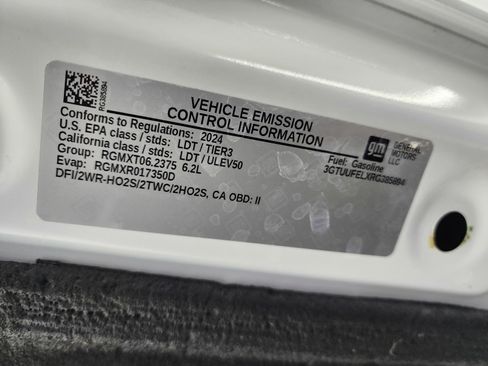 RG385894
VEHICLE EMISSION
CONTROL INFORMATION
Conforms to Regulations: 2024
U.S. EPA class / stds: LDT / TIER3
California class / stds: LDT / ULEV50
Group: RGMXT06.2375 6.2L
Evap: RGMXR017350D
DFI/2WR-HO2S/2TWC/2HO2S, CA OBD: II
gm
GENERAL
MOTORS
LLC
Fuel: Gasoline
3GTUUFELXRG385894